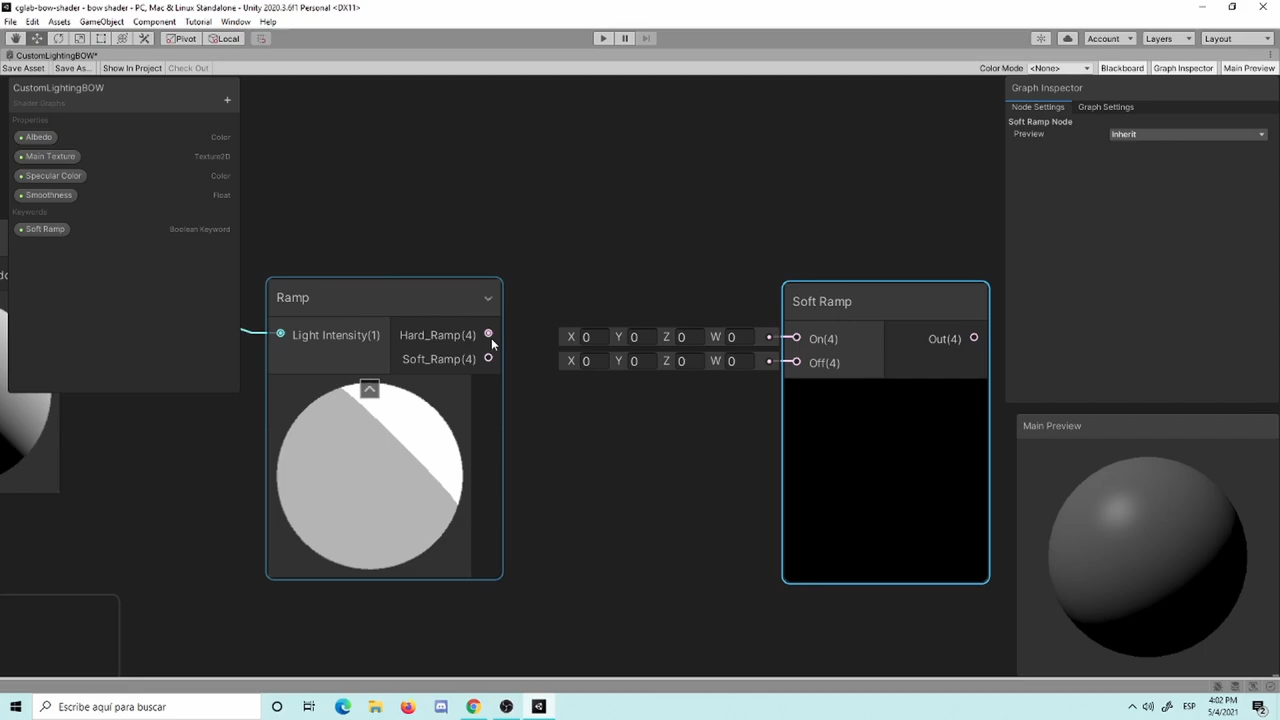 cglab-bow+shader - bow shader - PC, Mac & Linux Standalone - Unity 2020.3.6f1 Personal <DX11>
File Edit Assets GameObject Component Tutorial Window Help
Pivot Local Account Layers Layout
CustomLightingBOW*
Save Asset Save As... Show In Project Check Out Color Mode <None> Blackboard Graph Inspector Main Preview
CustomLightingBOW
Shader Graphs
+
Properties
Albedo Color
Main Texture Texture2D
Specular Color Color
Smoothness Float
Keywords
Soft Ramp Boolean Keyword
Graph Inspector
Node Settings Graph Settings
Soft Ramp Node
Preview Inherit
Ramp
Light Intensity(1) Hard_Ramp(4)
Soft_Ramp(4)
X 0 Y 0 Z 0 W 0
X 0 Y 0 Z 0 W 0
Soft Ramp
On(4) Out(4)
Off(4)
Main Preview
Escribe aquí para buscar
ESP
4:02 PM
5/4/2021
2